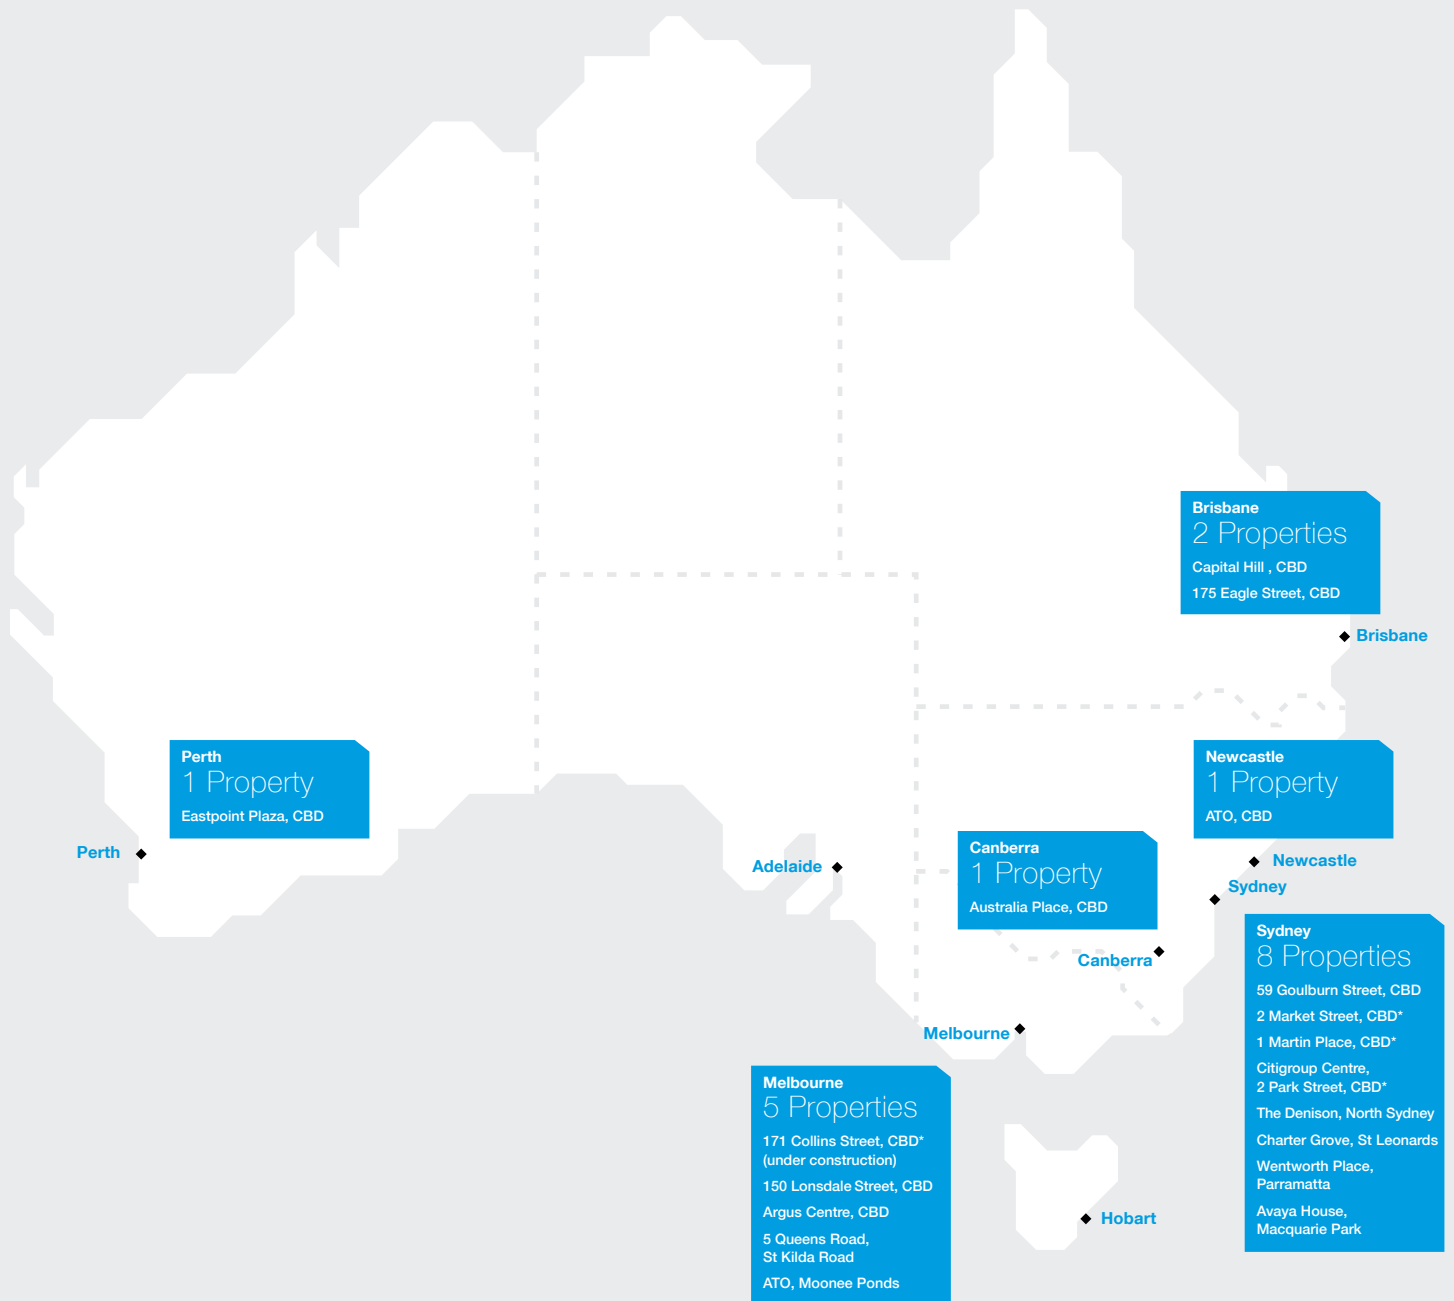 Brisbane
2 Properties
Capital Hill , CBD
175 Eagle Street, CBD
Brisbane
Perth
1 Property
Eastpoint Plaza, CBD
Perth
Newcastle
1 Property
ATO, CBD
Newcastle
Adelaide
Canberra
1 Property
Australia Place, CBD
Canberra
Sydney
Sydney
8 Properties
59 Goulburn Street, CBD
2 Market Street, CBD*
1 Martin Place, CBD*
Citigroup Centre,
2 Park Street, CBD*
The Denison, North Sydney
Charter Grove, St Leonards
Wentworth Place,
Parramatta
Avaya House,
Macquarie Park
Melbourne
Melbourne
5 Properties
171 Collins Street, CBD*
(under construction)
150 Lonsdale Street, CBD
Argus Centre, CBD
5 Queens Road,
St Kilda Road
ATO, Moonee Ponds
Hobart